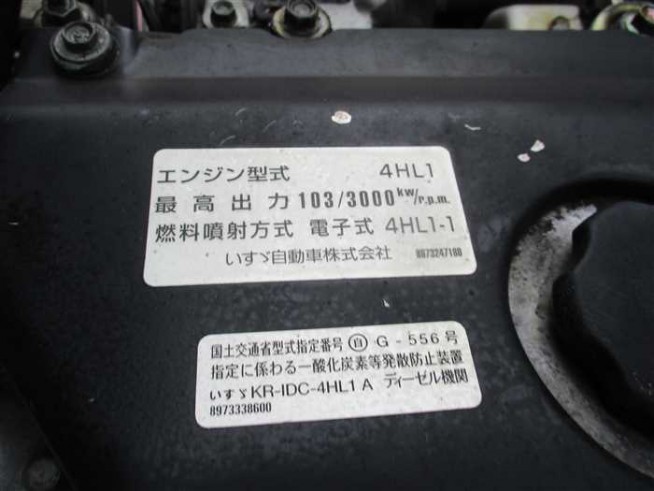 エンジン型式 4HL1
最高出力 103/3000 kw/r.p.m.
燃料噴射方式 電子式 4HL1-1
いすゞ自動車株式会社 8973247180
国土交通省型式指定番号 自 G-556号
指定に係わる一酸化炭素等発散防止装置
いすゞKR-IDC-4HL1A ディーゼル機関
8973338600